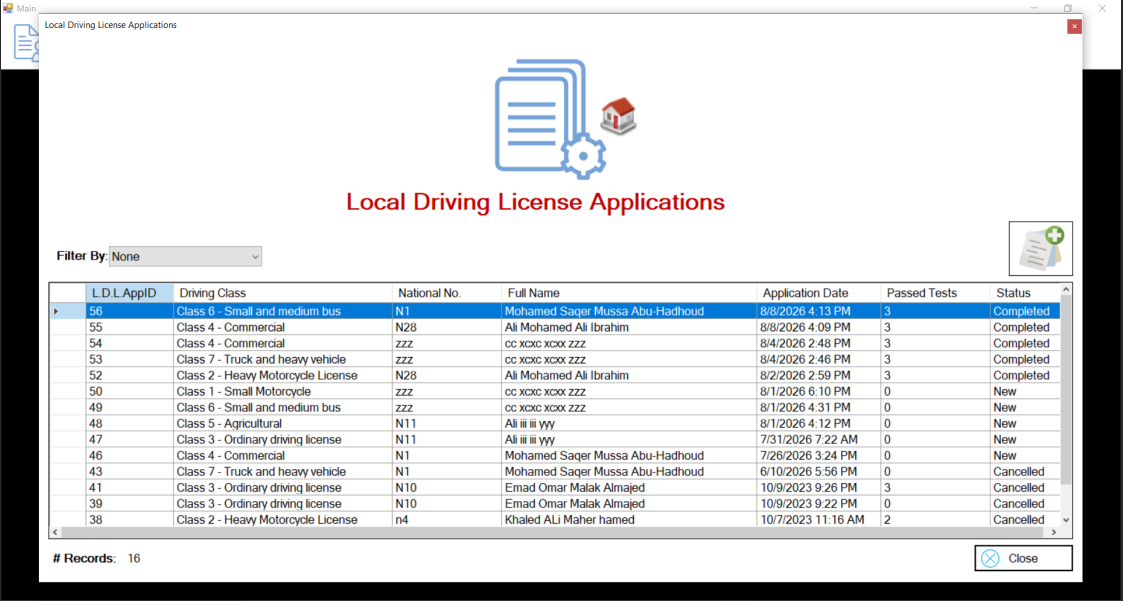 Main
Local Driving License Applications
Local Driving License Applications
Filter By: None
L.D.L.AppID Driving Class National No. Full Name Application Date Passed Tests Status
56 Class 6 - Small and medium bus N1 Mohamed Saqer Mussa Abu-Hadhoud 8/8/2026 4:13 PM 3 Completed
55 Class 4 - Commercial N28 Ali Mohamed Ali Ibrahim 8/8/2026 4:09 PM 3 Completed
54 Class 4 - Commercial zzz cc xcxc xcxx zzz 8/4/2026 2:48 PM 3 Completed
53 Class 7 - Truck and heavy vehicle zzz cc xcxc xcxx zzz 8/4/2026 2:46 PM 3 Completed
52 Class 2 - Heavy Motorcycle License N28 Ali Mohamed Ali Ibrahim 8/2/2026 2:59 PM 3 Completed
50 Class 1 - Small Motorcycle zzz cc xcxc xcxx zzz 8/1/2026 6:10 PM 0 New
49 Class 6 - Small and medium bus zzz cc xcxc xcxx zzz 8/1/2026 4:31 PM 0 New
48 Class 5 - Agricultural N11 Ali iii iii yyy 8/1/2026 4:12 PM 0 New
47 Class 3 - Ordinary driving license N11 Ali iii iii yyy 7/31/2026 7:22 AM 0 New
46 Class 4 - Commercial N1 Mohamed Saqer Mussa Abu-Hadhoud 7/26/2026 3:24 PM 0 New
43 Class 7 - Truck and heavy vehicle N1 Mohamed Saqer Mussa Abu-Hadhoud 6/10/2026 5:56 PM 0 Cancelled
41 Class 3 - Ordinary driving license N10 Emad Omar Malak Almajed 10/9/2023 9:26 PM 3 Cancelled
39 Class 3 - Ordinary driving license N10 Emad Omar Malak Almajed 10/9/2023 9:22 PM 0 Cancelled
38 Class 2 - Heavy Motorcycle License n4 Khaled ALi Maher hamed 10/7/2023 11:16 AM 2 Cancelled
# Records: 16
Close